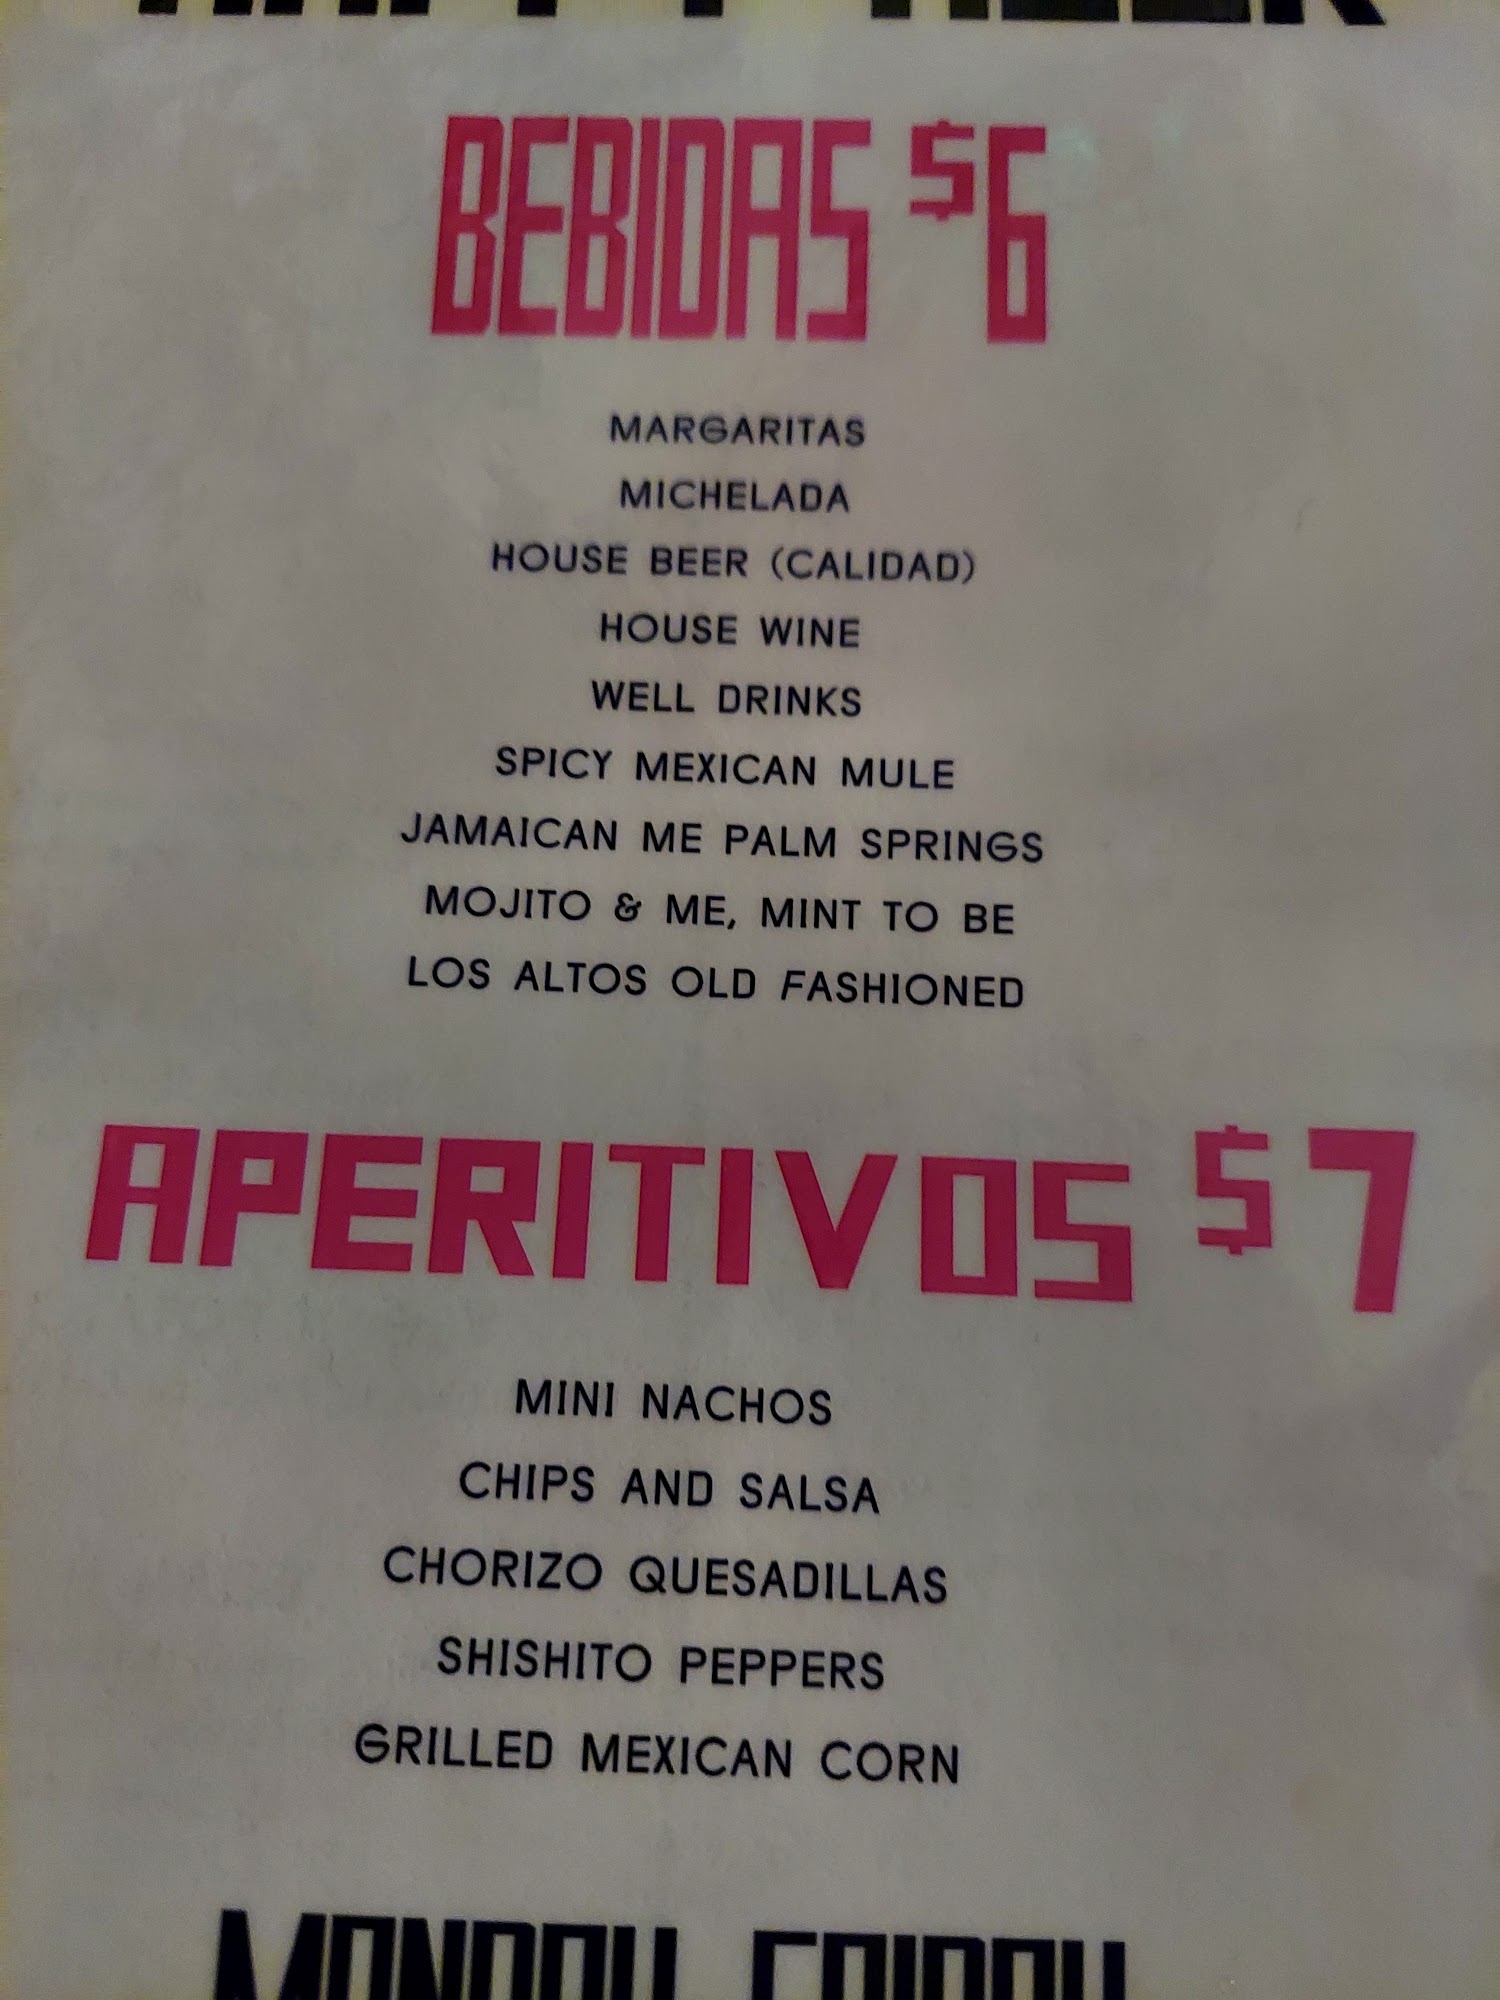 BEBIDAS $6
MARGARITAS
MICHELADA
HOUSE BEER (CALIDAD)
HOUSE WINE
WELL DRINKS
SPICY MEXICAN MULE
JAMAICAN ME PALM SPRINGS
MOJITO & ME, MINT TO BE
LOS ALTOS OLD FASHIONED
APERITIVOS $7
MINI NACHOS
CHIPS AND SALSA
CHORIZO QUESADILLAS
SHISHITO PEPPERS
GRILLED MEXICAN CORN
MONDAY FRIDAY